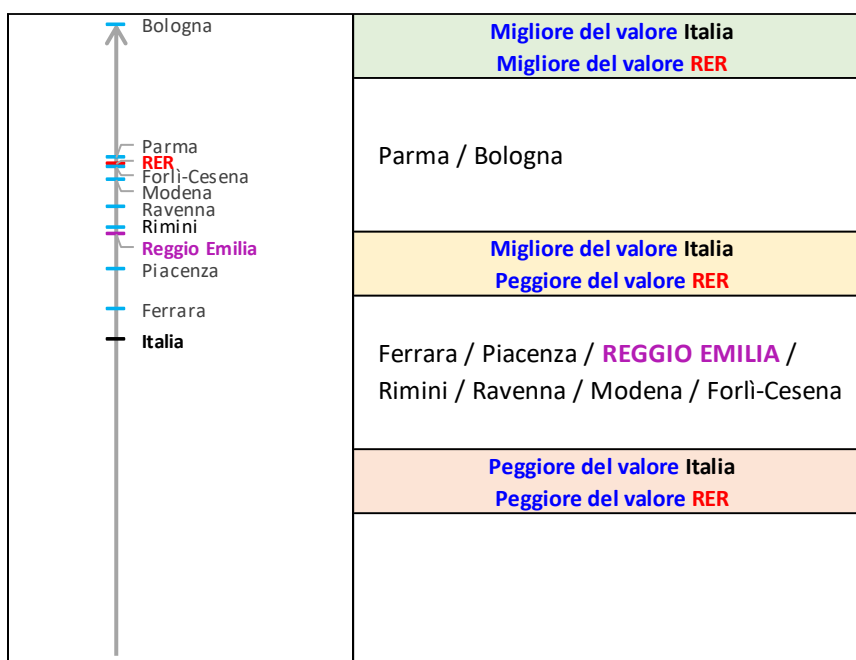 Bologna
Parma
RER
Forlì-Cesena
Modena
Ravenna
Rimini
Reggio Emilia
Piacenza
Ferrara
Italia
Migliore del valore Italia
Migliore del valore RER
Parma / Bologna
Migliore del valore Italia
Peggiore del valore RER
Ferrara / Piacenza / REGGIO EMILIA /
Rimini / Ravenna / Modena / Forlì-Cesena
Peggiore del valore Italia
Peggiore del valore RER